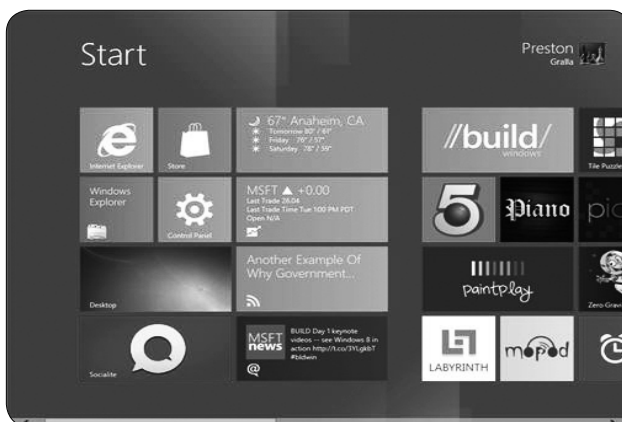 Start
Preston
Gralla
Internet Explorer
Store
67° Anaheim, CA
Tomorrow 80°/61°
Friday 76°/57°
Saturday 78°/59°
//build/
windows
Tile Puzzle
Windows
Explorer
Control Panel
MSFT ▲ +0.00
Last Trade 26.04
Last Trade Time Tue 1:00 PM PDT
Open N/A
5
Piano
pic
Desktop
Another Example Of
Why Government...
paintplay
Zero-Gravi
Socialite
MSFT
news
BUILD Day 1 keynote
videos -- see Windows 8 in
action http://t.co/3YLgkbT
#bldwin
@
LABYRINTH
mopod